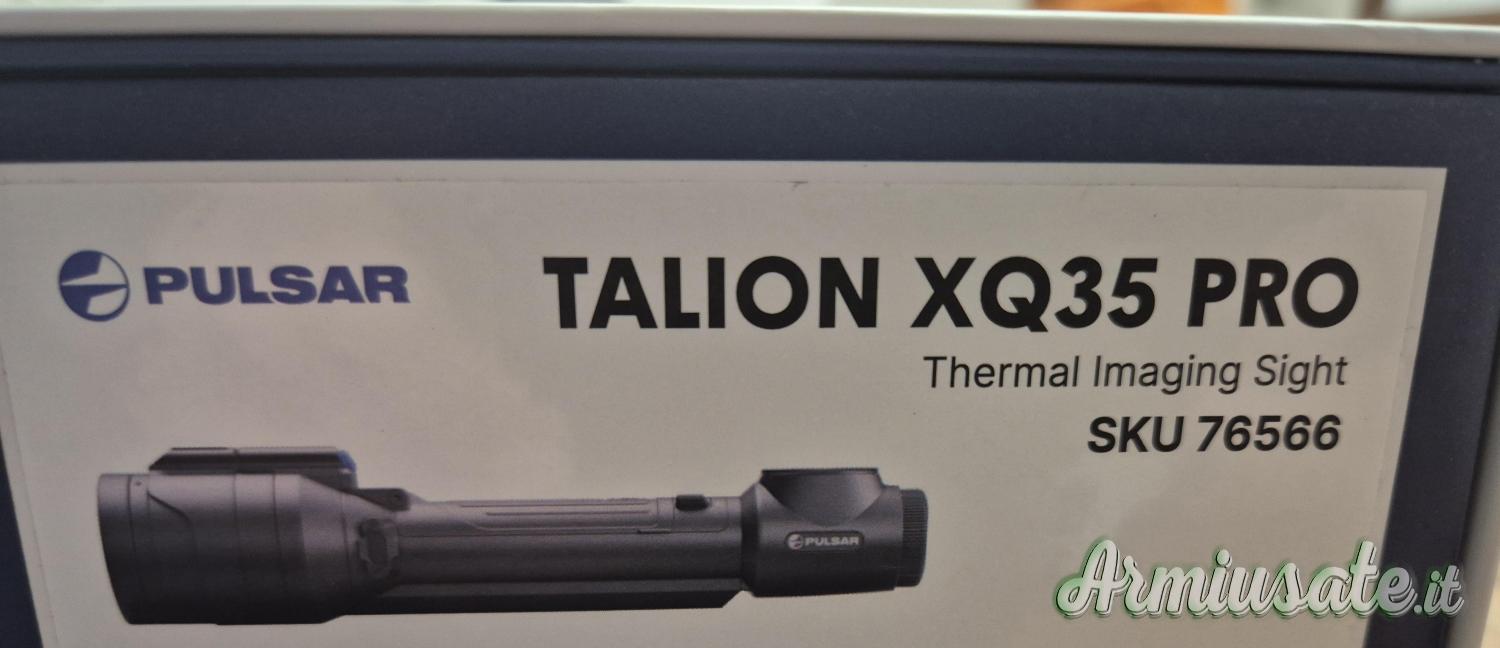 PULSAR
TALION XQ35 PRO
Thermal Imaging Sight
SKU 76566
PULSAR
Armiusate.it